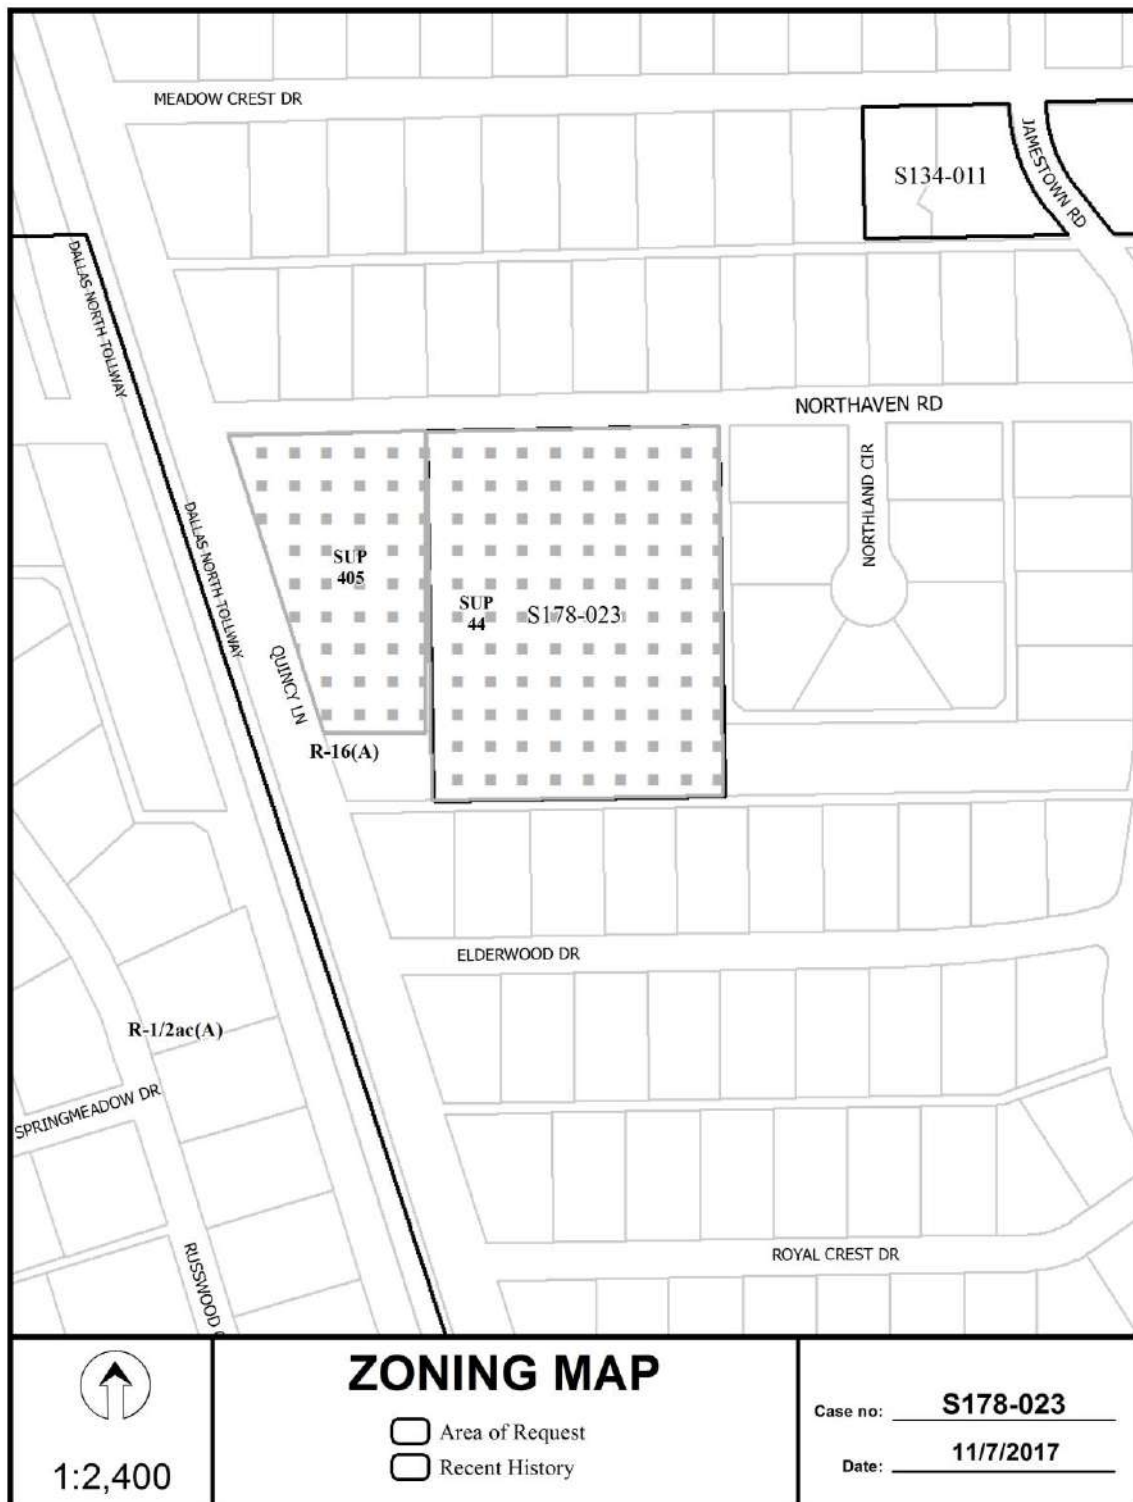 MEADOW CREST DR
S134-011
JAMESTOWN RD
DALLAS NORTH TOLLWAY
NORTHAVEN RD
NORTHLAND CIR
DALLAS NORTH TOLLWAY
SUP
405
SUP
44
S178-023
QUINCY LN
R-16(A)
ELDERWOOD DR
R-1/2ac(A)
SPRINGMEADOW DR
RUSSWOOD
ROYAL CREST DR
1:2,400
ZONING MAP
Area of Request
Recent History
Case no: S178-023
Date: 11/7/2017